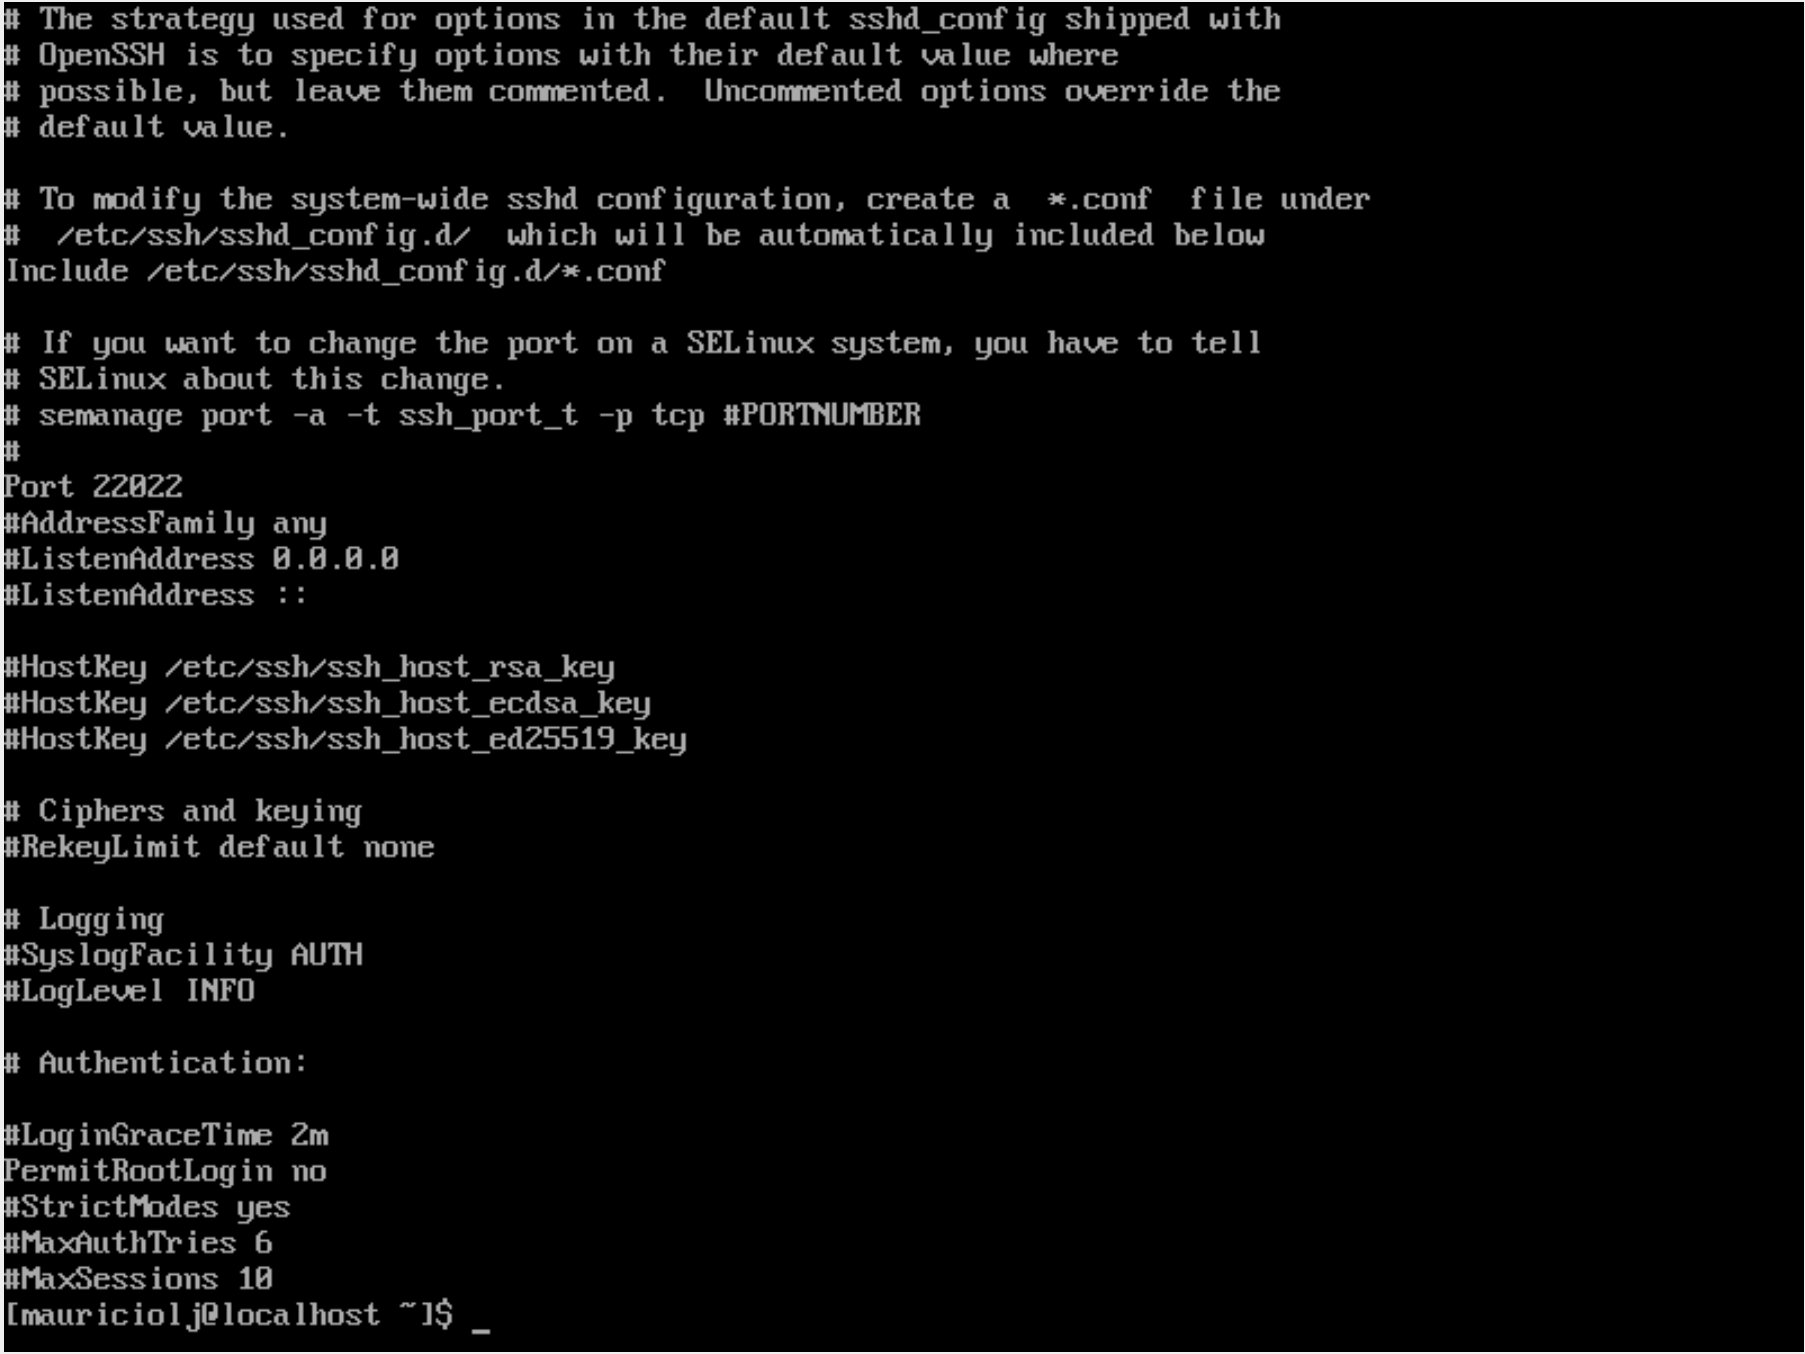 # The strategy used for options in the default sshd_config shipped with
# OpenSSH is to specify options with their default value where
# possible, but leave them commented.  Uncommented options override the
# default value.

# To modify the system-wide sshd configuration, create a  *.conf  file under
#  /etc/ssh/sshd_config.d/  which will be automatically included below
Include /etc/ssh/sshd_config.d/*.conf

# If you want to change the port on a SELinux system, you have to tell
# SELinux about this change.
# semanage port -a -t ssh_port_t -p tcp #PORTNUMBER
#
Port 22022
#AddressFamily any
#ListenAddress 0.0.0.0
#ListenAddress ::

#HostKey /etc/ssh/ssh_host_rsa_key
#HostKey /etc/ssh/ssh_host_ecdsa_key
#HostKey /etc/ssh/ssh_host_ed25519_key

# Ciphers and keying
#RekeyLimit default none

# Logging
#SyslogFacility AUTH
#LogLevel INFO

# Authentication:

#LoginGraceTime 2m
PermitRootLogin no
#StrictModes yes
#MaxAuthTries 6
#MaxSessions 10
[mauriciolj@localhost ~]$ _